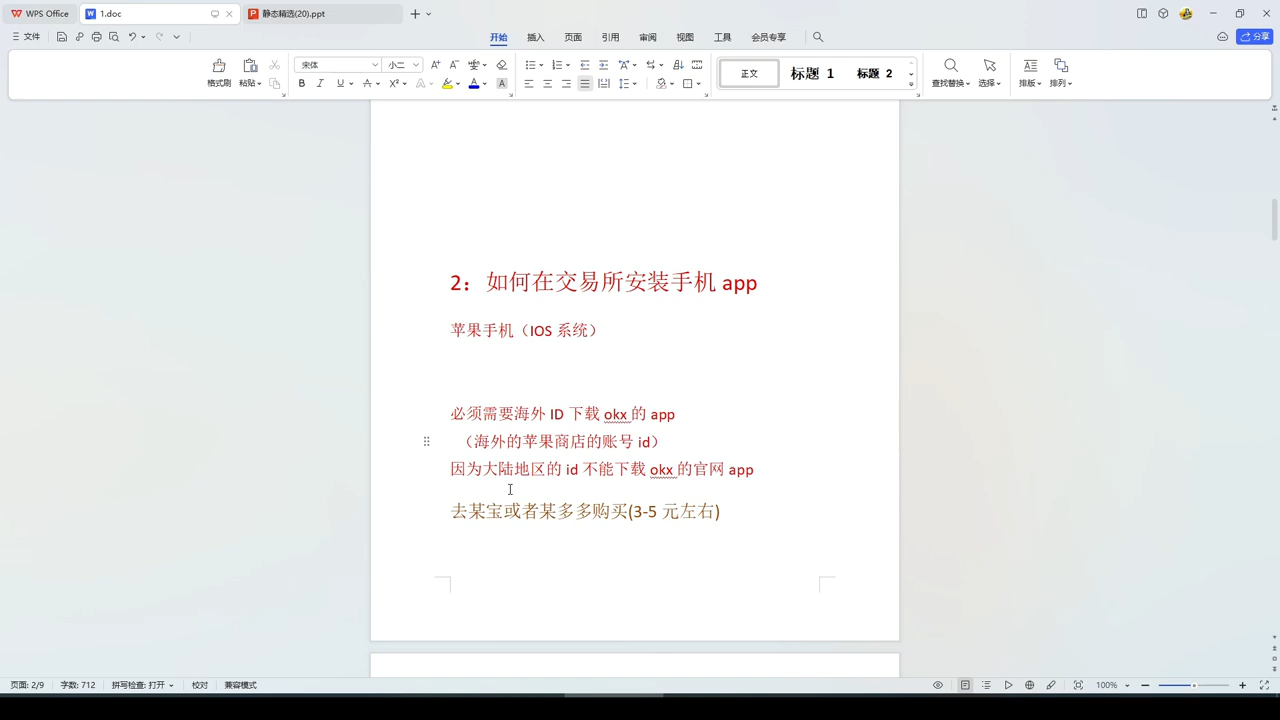 WPS Office
1.doc
静态精选(20).ppt
文件
开始
插入
页面
引用
审阅
视图
工具
会员专享
分享
格式刷
粘贴
宋体
小二
正文
标题 1
标题 2
查找替换
选择
排版
排列
2：如何在交易所安装手机 app
苹果手机（IOS 系统）
必须需要海外 ID 下载 okx 的 app
（海外的苹果商店的账号 id）
因为大陆地区的 id 不能下载 okx 的官网 app
去某宝或者某多多购买(3-5 元左右)
页面: 2/9
字数: 712
拼写检查: 打开
校对
兼容模式
100%